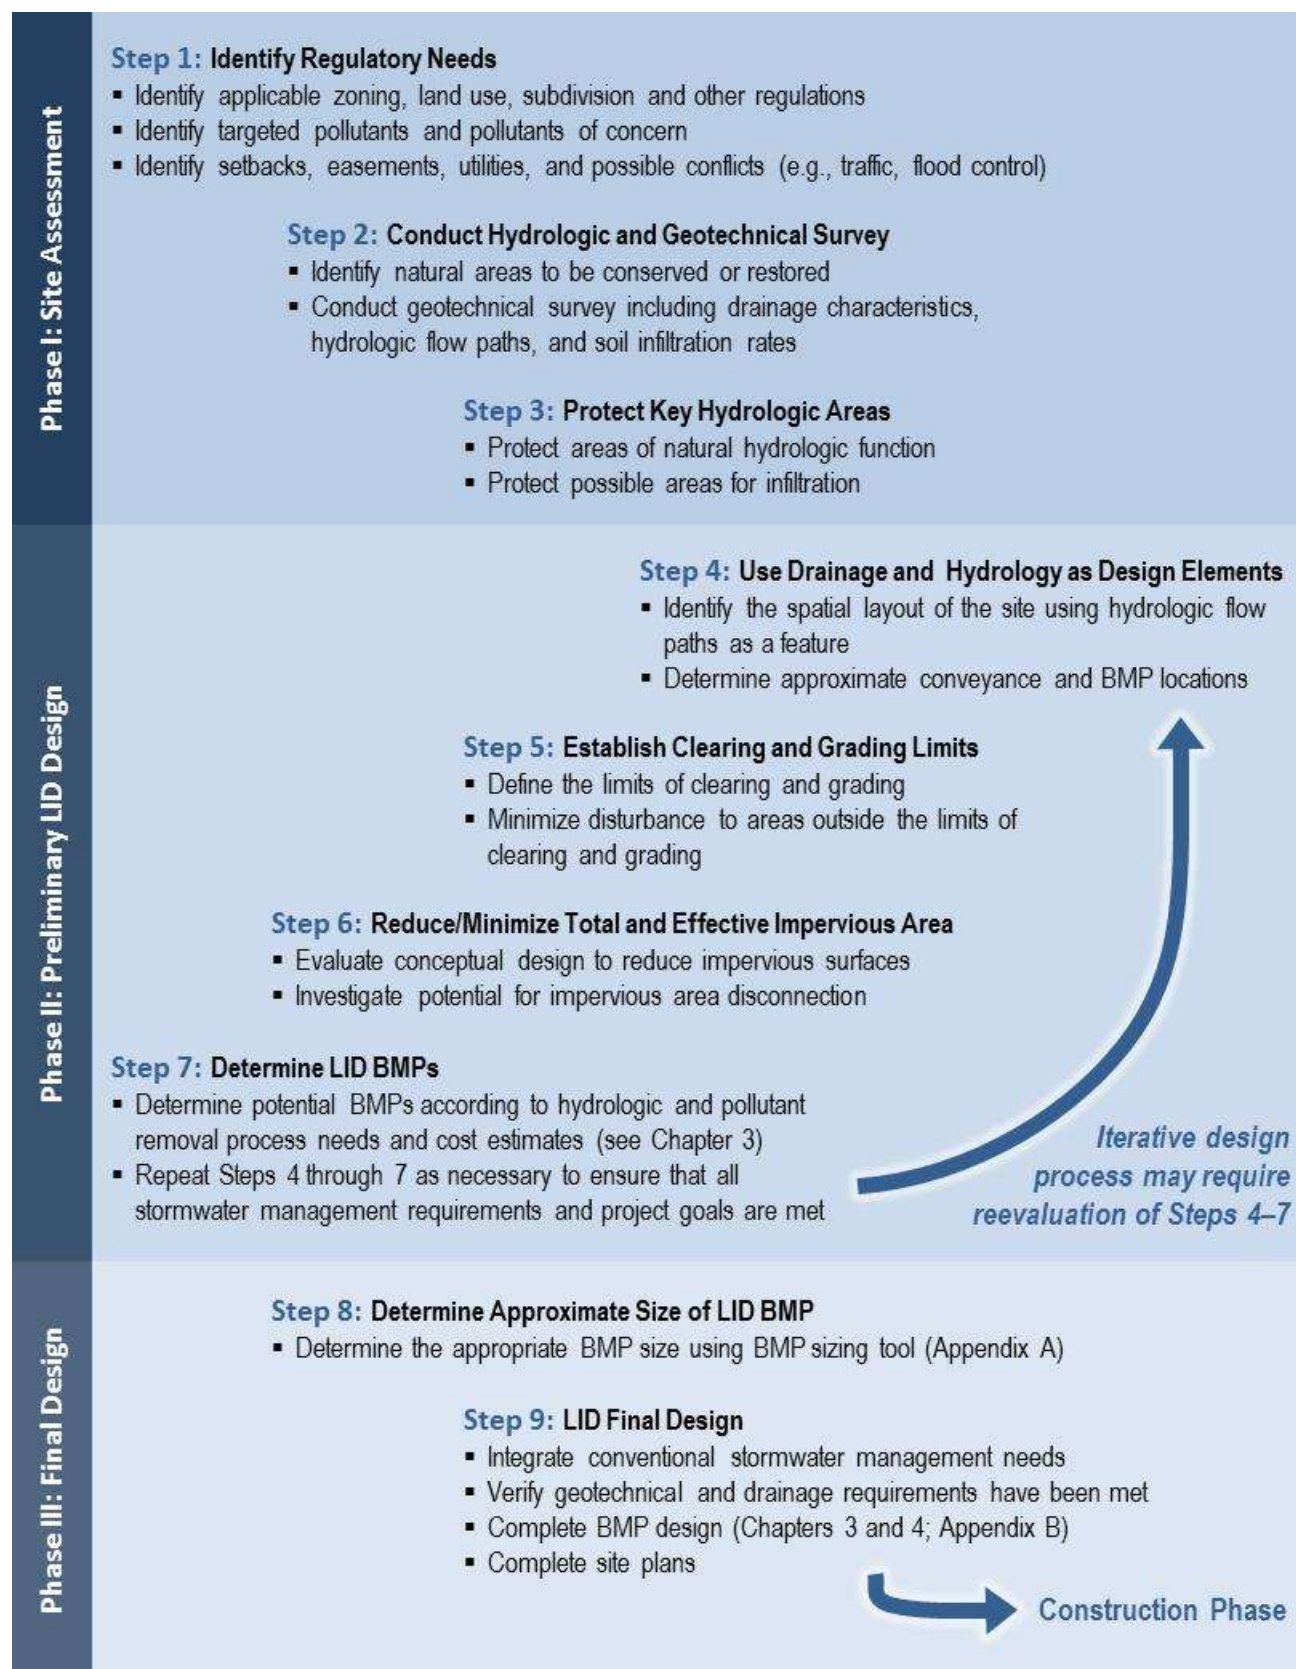 Phase I: Site Assessment
Step 1: Identify Regulatory Needs
▪ Identify applicable zoning, land use, subdivision and other regulations
▪ Identify targeted pollutants and pollutants of concern
▪ Identify setbacks, easements, utilities, and possible conflicts (e.g., traffic, flood control)
Step 2: Conduct Hydrologic and Geotechnical Survey
▪ Identify natural areas to be conserved or restored
▪ Conduct geotechnical survey including drainage characteristics,
hydrologic flow paths, and soil infiltration rates
Step 3: Protect Key Hydrologic Areas
▪ Protect areas of natural hydrologic function
▪ Protect possible areas for infiltration
Phase II: Preliminary LID Design
Step 4: Use Drainage and Hydrology as Design Elements
▪ Identify the spatial layout of the site using hydrologic flow
paths as a feature
▪ Determine approximate conveyance and BMP locations
Step 5: Establish Clearing and Grading Limits
▪ Define the limits of clearing and grading
▪ Minimize disturbance to areas outside the limits of
clearing and grading
Step 6: Reduce/Minimize Total and Effective Impervious Area
▪ Evaluate conceptual design to reduce impervious surfaces
▪ Investigate potential for impervious area disconnection
Step 7: Determine LID BMPs
▪ Determine potential BMPs according to hydrologic and pollutant
removal process needs and cost estimates (see Chapter 3)
▪ Repeat Steps 4 through 7 as necessary to ensure that all
stormwater management requirements and project goals are met
Iterative design
process may require
reevaluation of Steps 4–7
Phase III: Final Design
Step 8: Determine Approximate Size of LID BMP
▪ Determine the appropriate BMP size using BMP sizing tool (Appendix A)
Step 9: LID Final Design
▪ Integrate conventional stormwater management needs
▪ Verify geotechnical and drainage requirements have been met
▪ Complete BMP design (Chapters 3 and 4; Appendix B)
▪ Complete site plans
Construction Phase